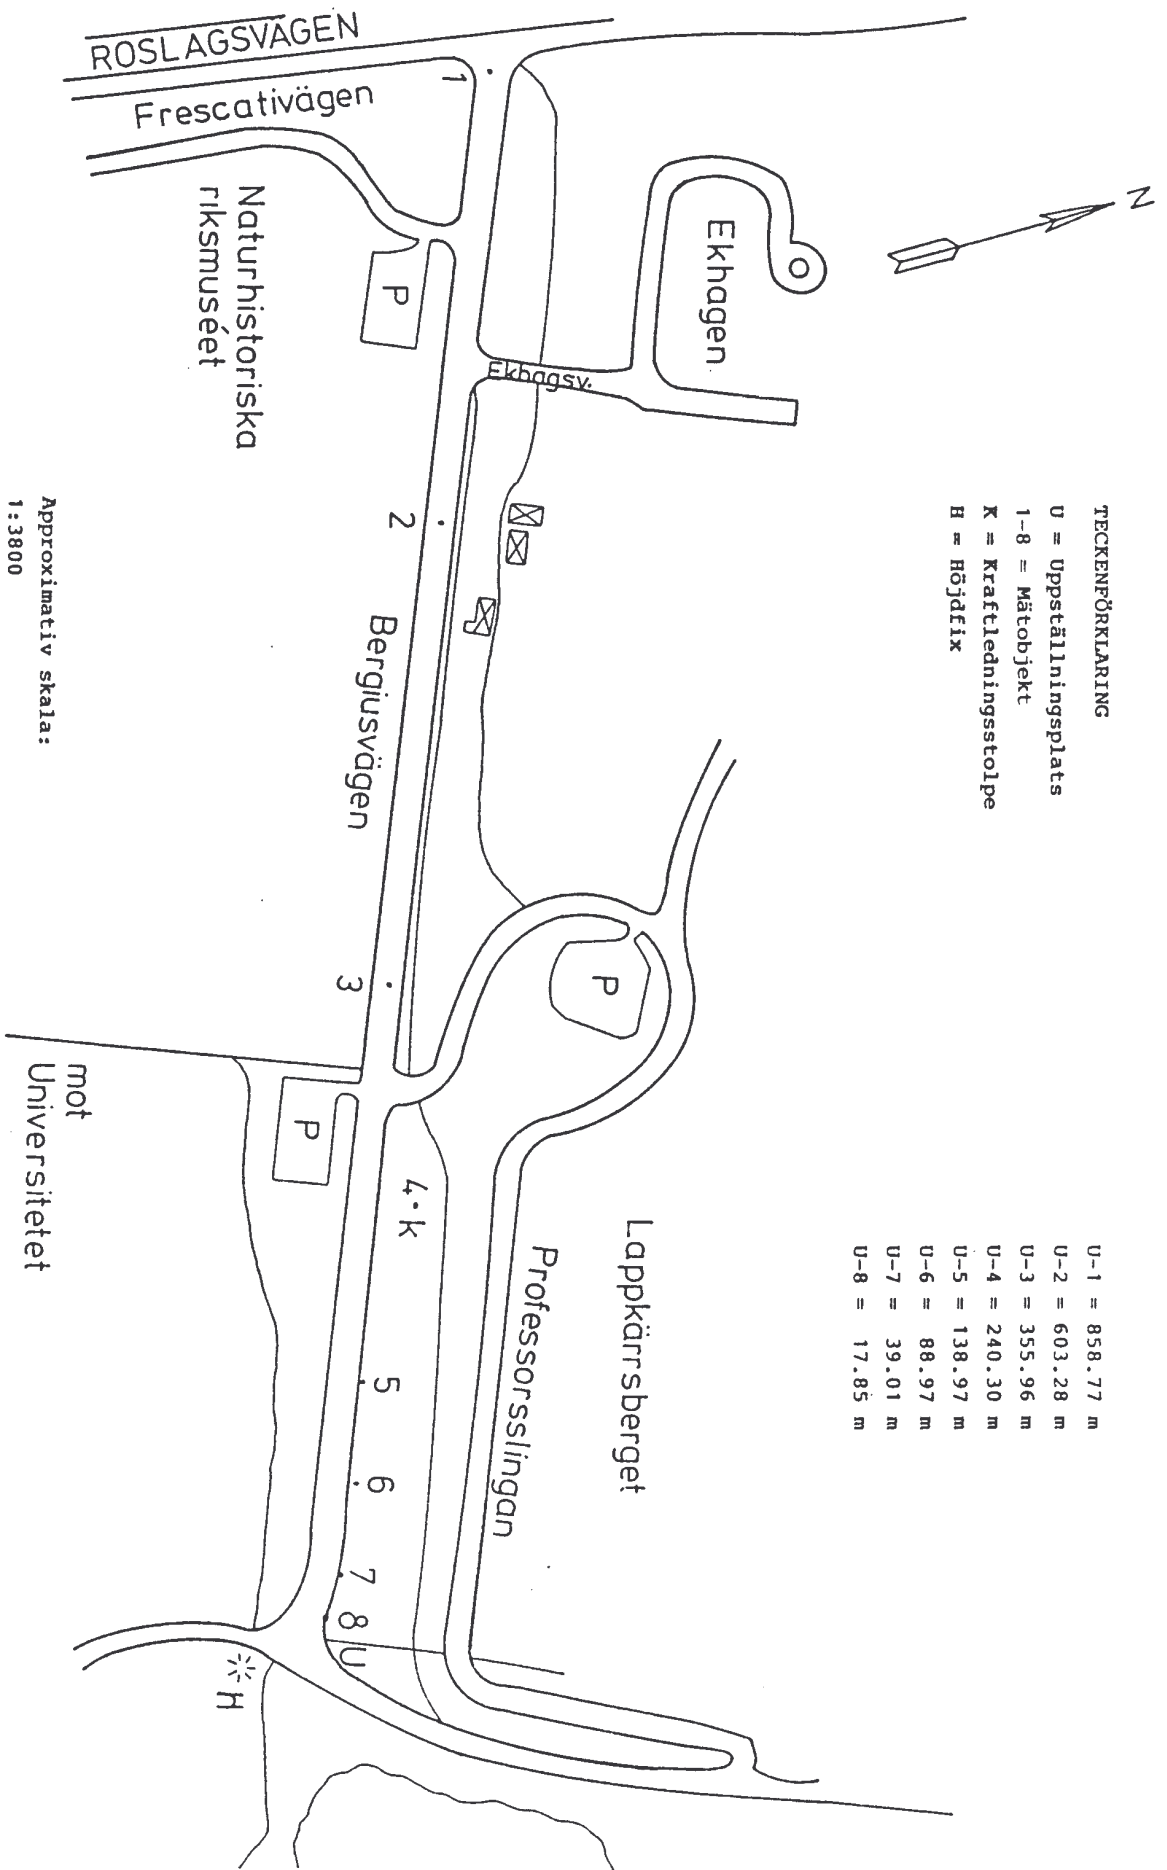 ROSLAGSVÄGEN
Frescativägen
1
N
Ekhagen
P
Naturhistoriska
riksmuséet
Ekhagsv.
2
Bergiusvägen
3
P
P
mot
Universitetet
4 k
Lappkärrsberget
Professorsslingan
5
6
7
8
U
H
TECKENFÖRKLARING
U = Uppställningsplats
1-8 = Mätobjekt
K = Kraftledningsstolpe
H = Höjdfix
U-1 = 858.77 m
U-2 = 603.28 m
U-3 = 355.96 m
U-4 = 240.30 m
U-5 = 138.97 m
U-6 = 88.97 m
U-7 = 39.01 m
U-8 = 17.85 m
Approximativ skala:
1:3800